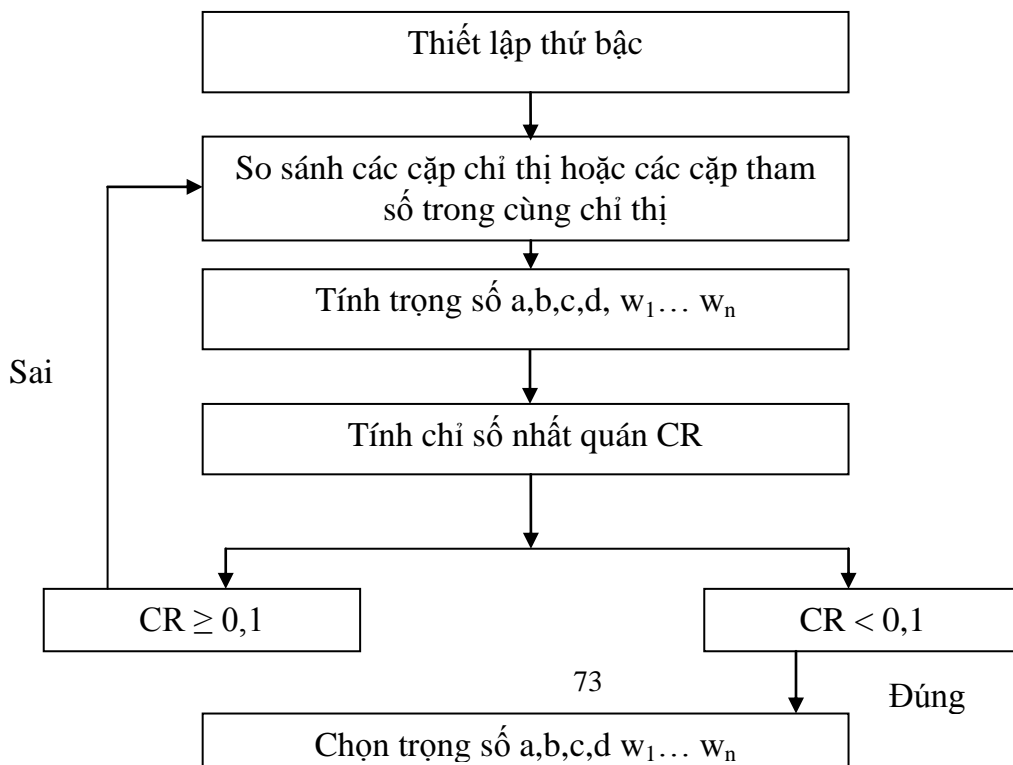 Thiết lập thứ bậc
So sánh các cặp chỉ thị hoặc các cặp tham
số trong cùng chỉ thị
Tính trọng số a,b,c,d, w₁… wₙ
Sai
Tính chỉ số nhất quán CR
CR ≥ 0,1
CR < 0,1
73
Đúng
Chọn trọng số a,b,c,d w₁… wₙ